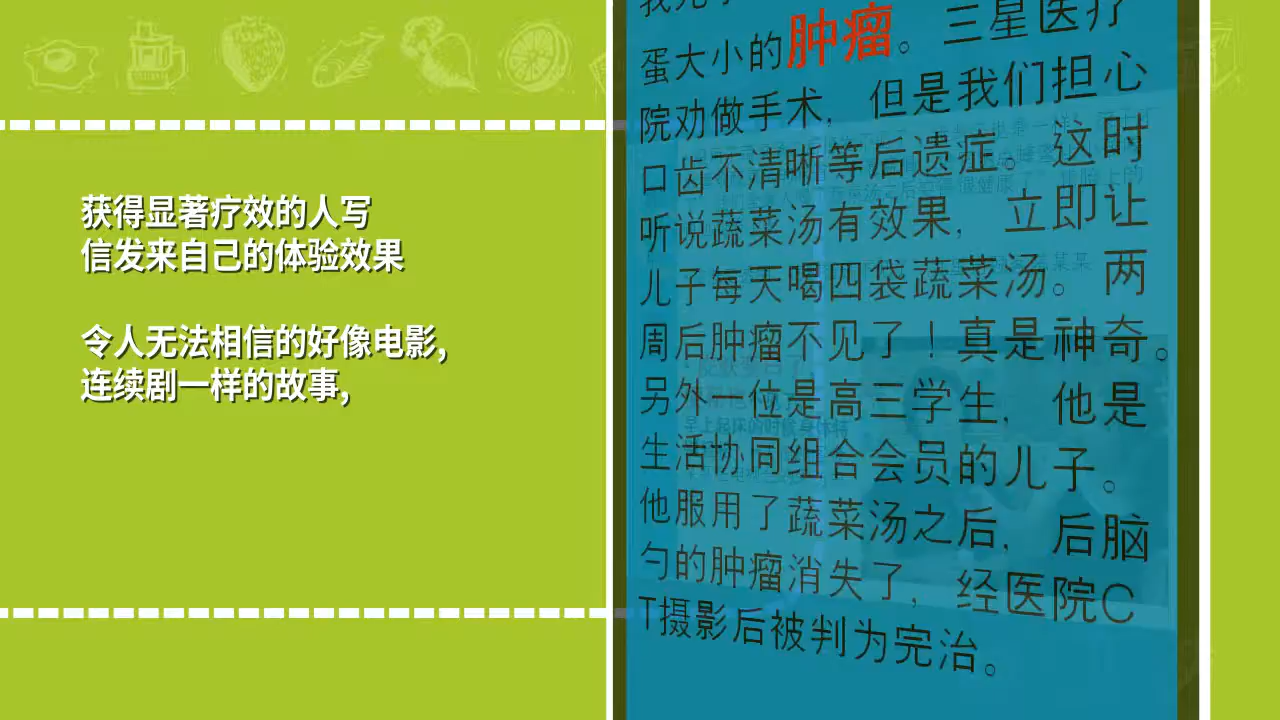 获得显著疗效的人写
信发来自己的体验效果
令人无法相信的好像电影,
连续剧一样的故事,
蛋大小的肿瘤。三星医疗
院劝做手术，但是我们担心
口齿不清晰等后遗症。这时
听说蔬菜汤有效果，立即让
儿子每天喝四袋蔬菜汤。两
周后肿瘤不见了！真是神奇。
另外一位是高三学生，他是
生活协同组合会员的儿子。
他服用了蔬菜汤之后，后脑
勺的肿瘤消失了，经医院C
T摄影后被判为完治。